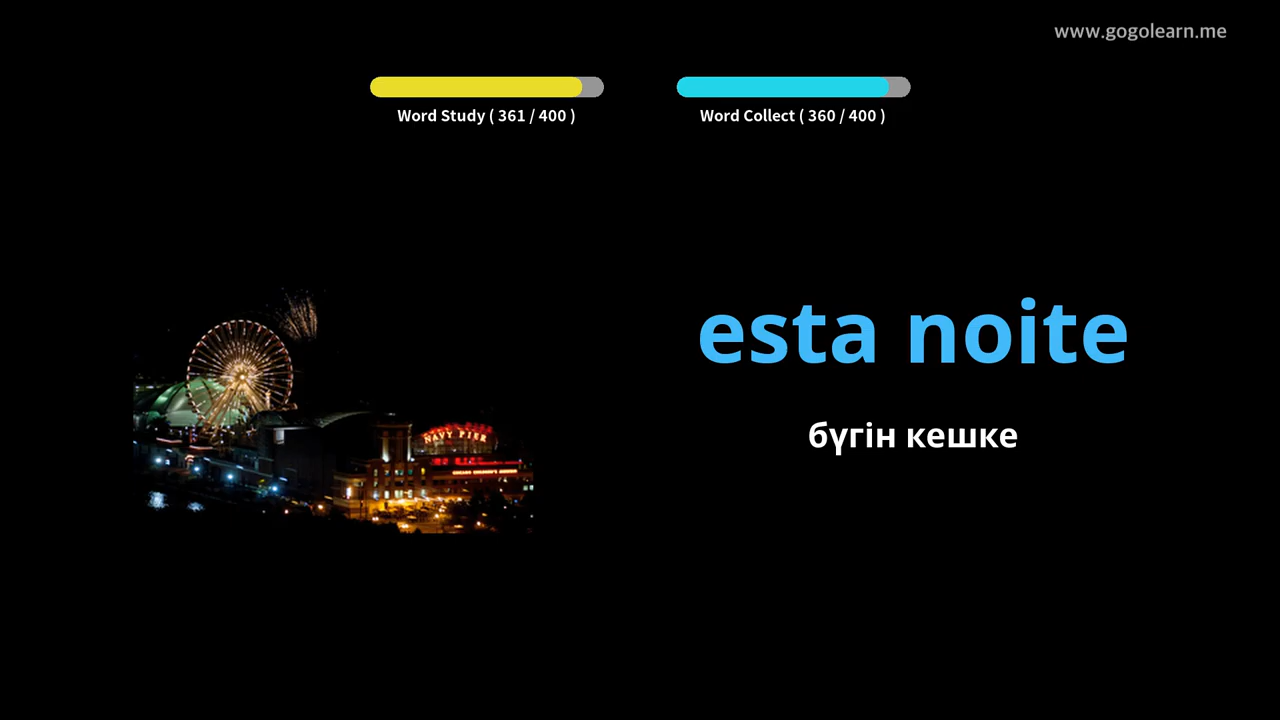 www.gogolearn.me
Word Study ( 361 / 400 )
Word Collect ( 360 / 400 )
esta noite
бүгін кешке
NAVY PIER